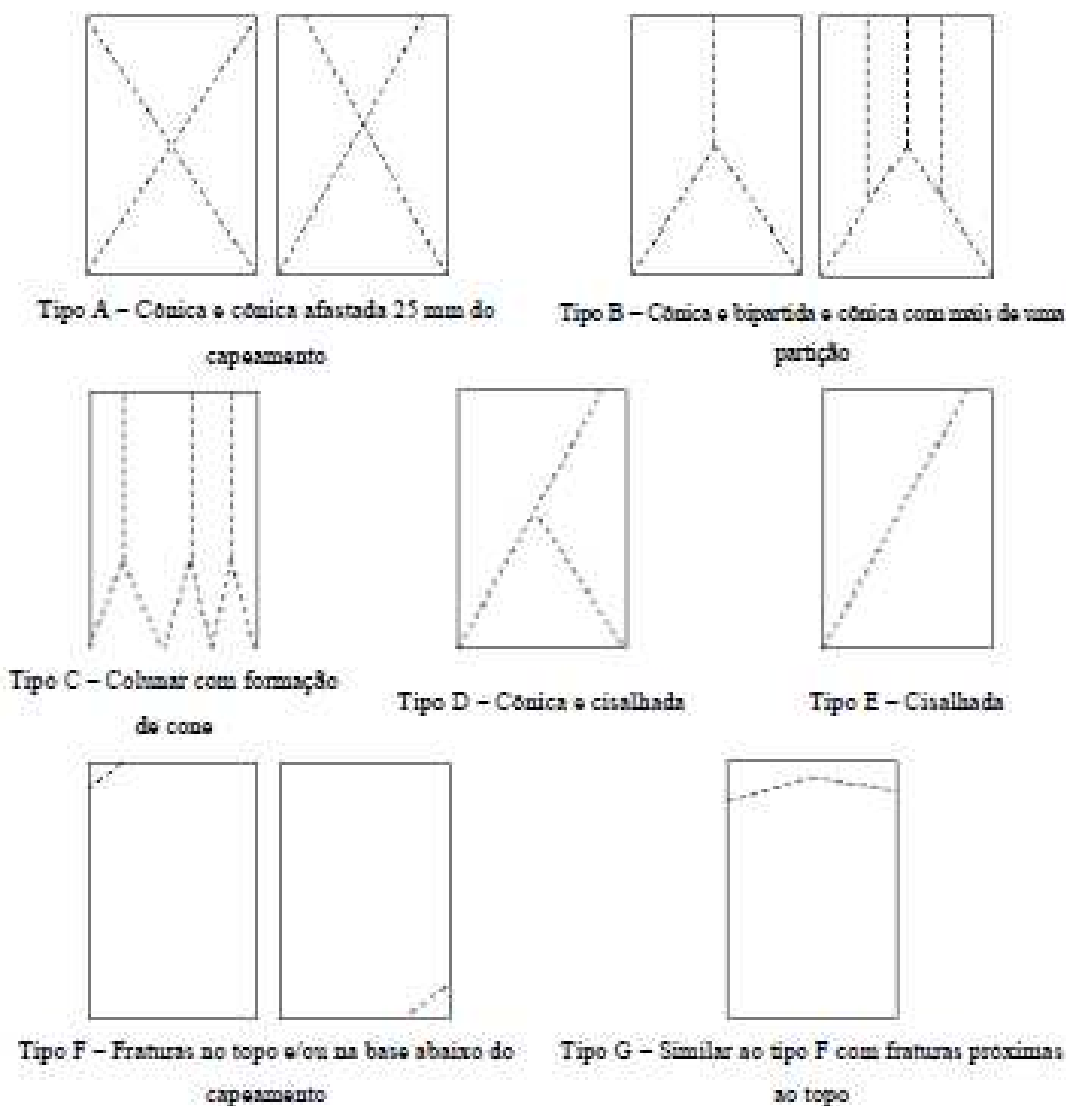 Tipo A – Cônica e cônica afastada 25 mm do
capeamento
Tipo B – Cônica e bipartida e cônica com mais de uma
partição
Tipo C – Colunar com formação
de cone
Tipo D – Cônica e cisalhada
Tipo E – Cisalhada
Tipo F – Fraturas no topo e/ou na base abaixo do
capeamento
Tipo G – Similar ao tipo F com fraturas próximas
ao topo